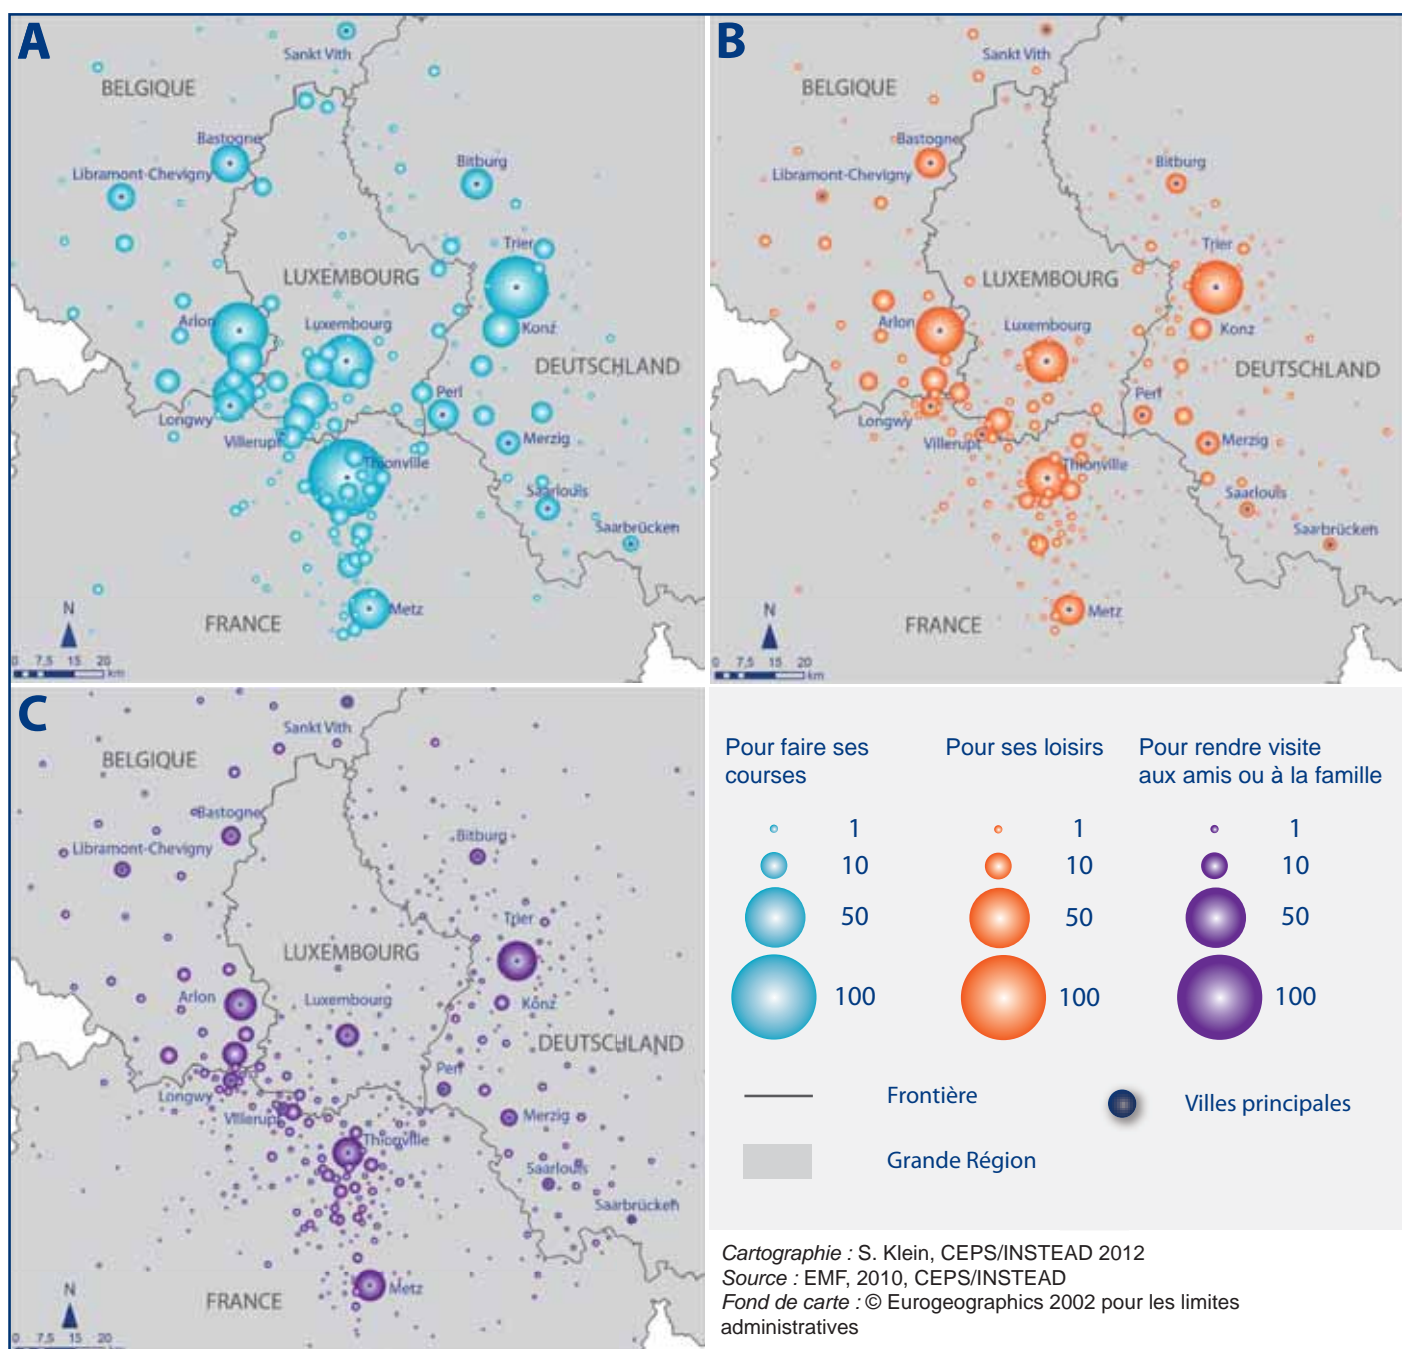 A
Sankt Vith
BELGIQUE
Bastogne
Libramont-Chevigny
Bitburg
Trier
LUXEMBOURG
Arlon
Luxembourg
Konz
DEUTSCHLAND
Perl
Longwy
Villerupt
Merzig
Thionville
Saarlouis
Saarbrücken
N
FRANCE
Metz
0 7,5 15 20
km
B
Sankt Vith
BELGIQUE
Bastogne
Libramont-Chevigny
Bitburg
Trier
LUXEMBOURG
Arlon
Luxembourg
Konz
DEUTSCHLAND
Perl
Longwy
Villerupt
Merzig
Thionville
Saarlouis
Saarbrücken
N
FRANCE
Metz
0 7,5 15 20
km
C
Sankt Vith
BELGIQUE
Bastogne
Libramont-Chevigny
Bitburg
Trier
LUXEMBOURG
Arlon
Luxembourg
Konz
DEUTSCHLAND
Perl
Longwy
Villerupt
Merzig
Thionville
Saarlouis
Saarbrücken
N
FRANCE
Metz
0 7,5 15 20
km
Pour faire ses
courses
1
10
50
100
Pour ses loisirs
1
10
50
100
Pour rendre visite
aux amis ou à la famille
1
10
50
100
Frontière
Villes principales
Grande Région
Cartographie : S. Klein, CEPS/INSTEAD 2012
Source : EMF, 2010, CEPS/INSTEAD
Fond de carte : © Eurogeographics 2002 pour les limites
administratives